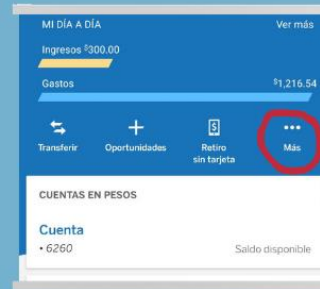 MI DÍA A DÍA Ver más
Ingresos $300.00
Gastos $1,216.54
Transferir Oportunidades Retiro sin tarjeta Más
CUENTAS EN PESOS
Cuenta
• 6260 Saldo disponible